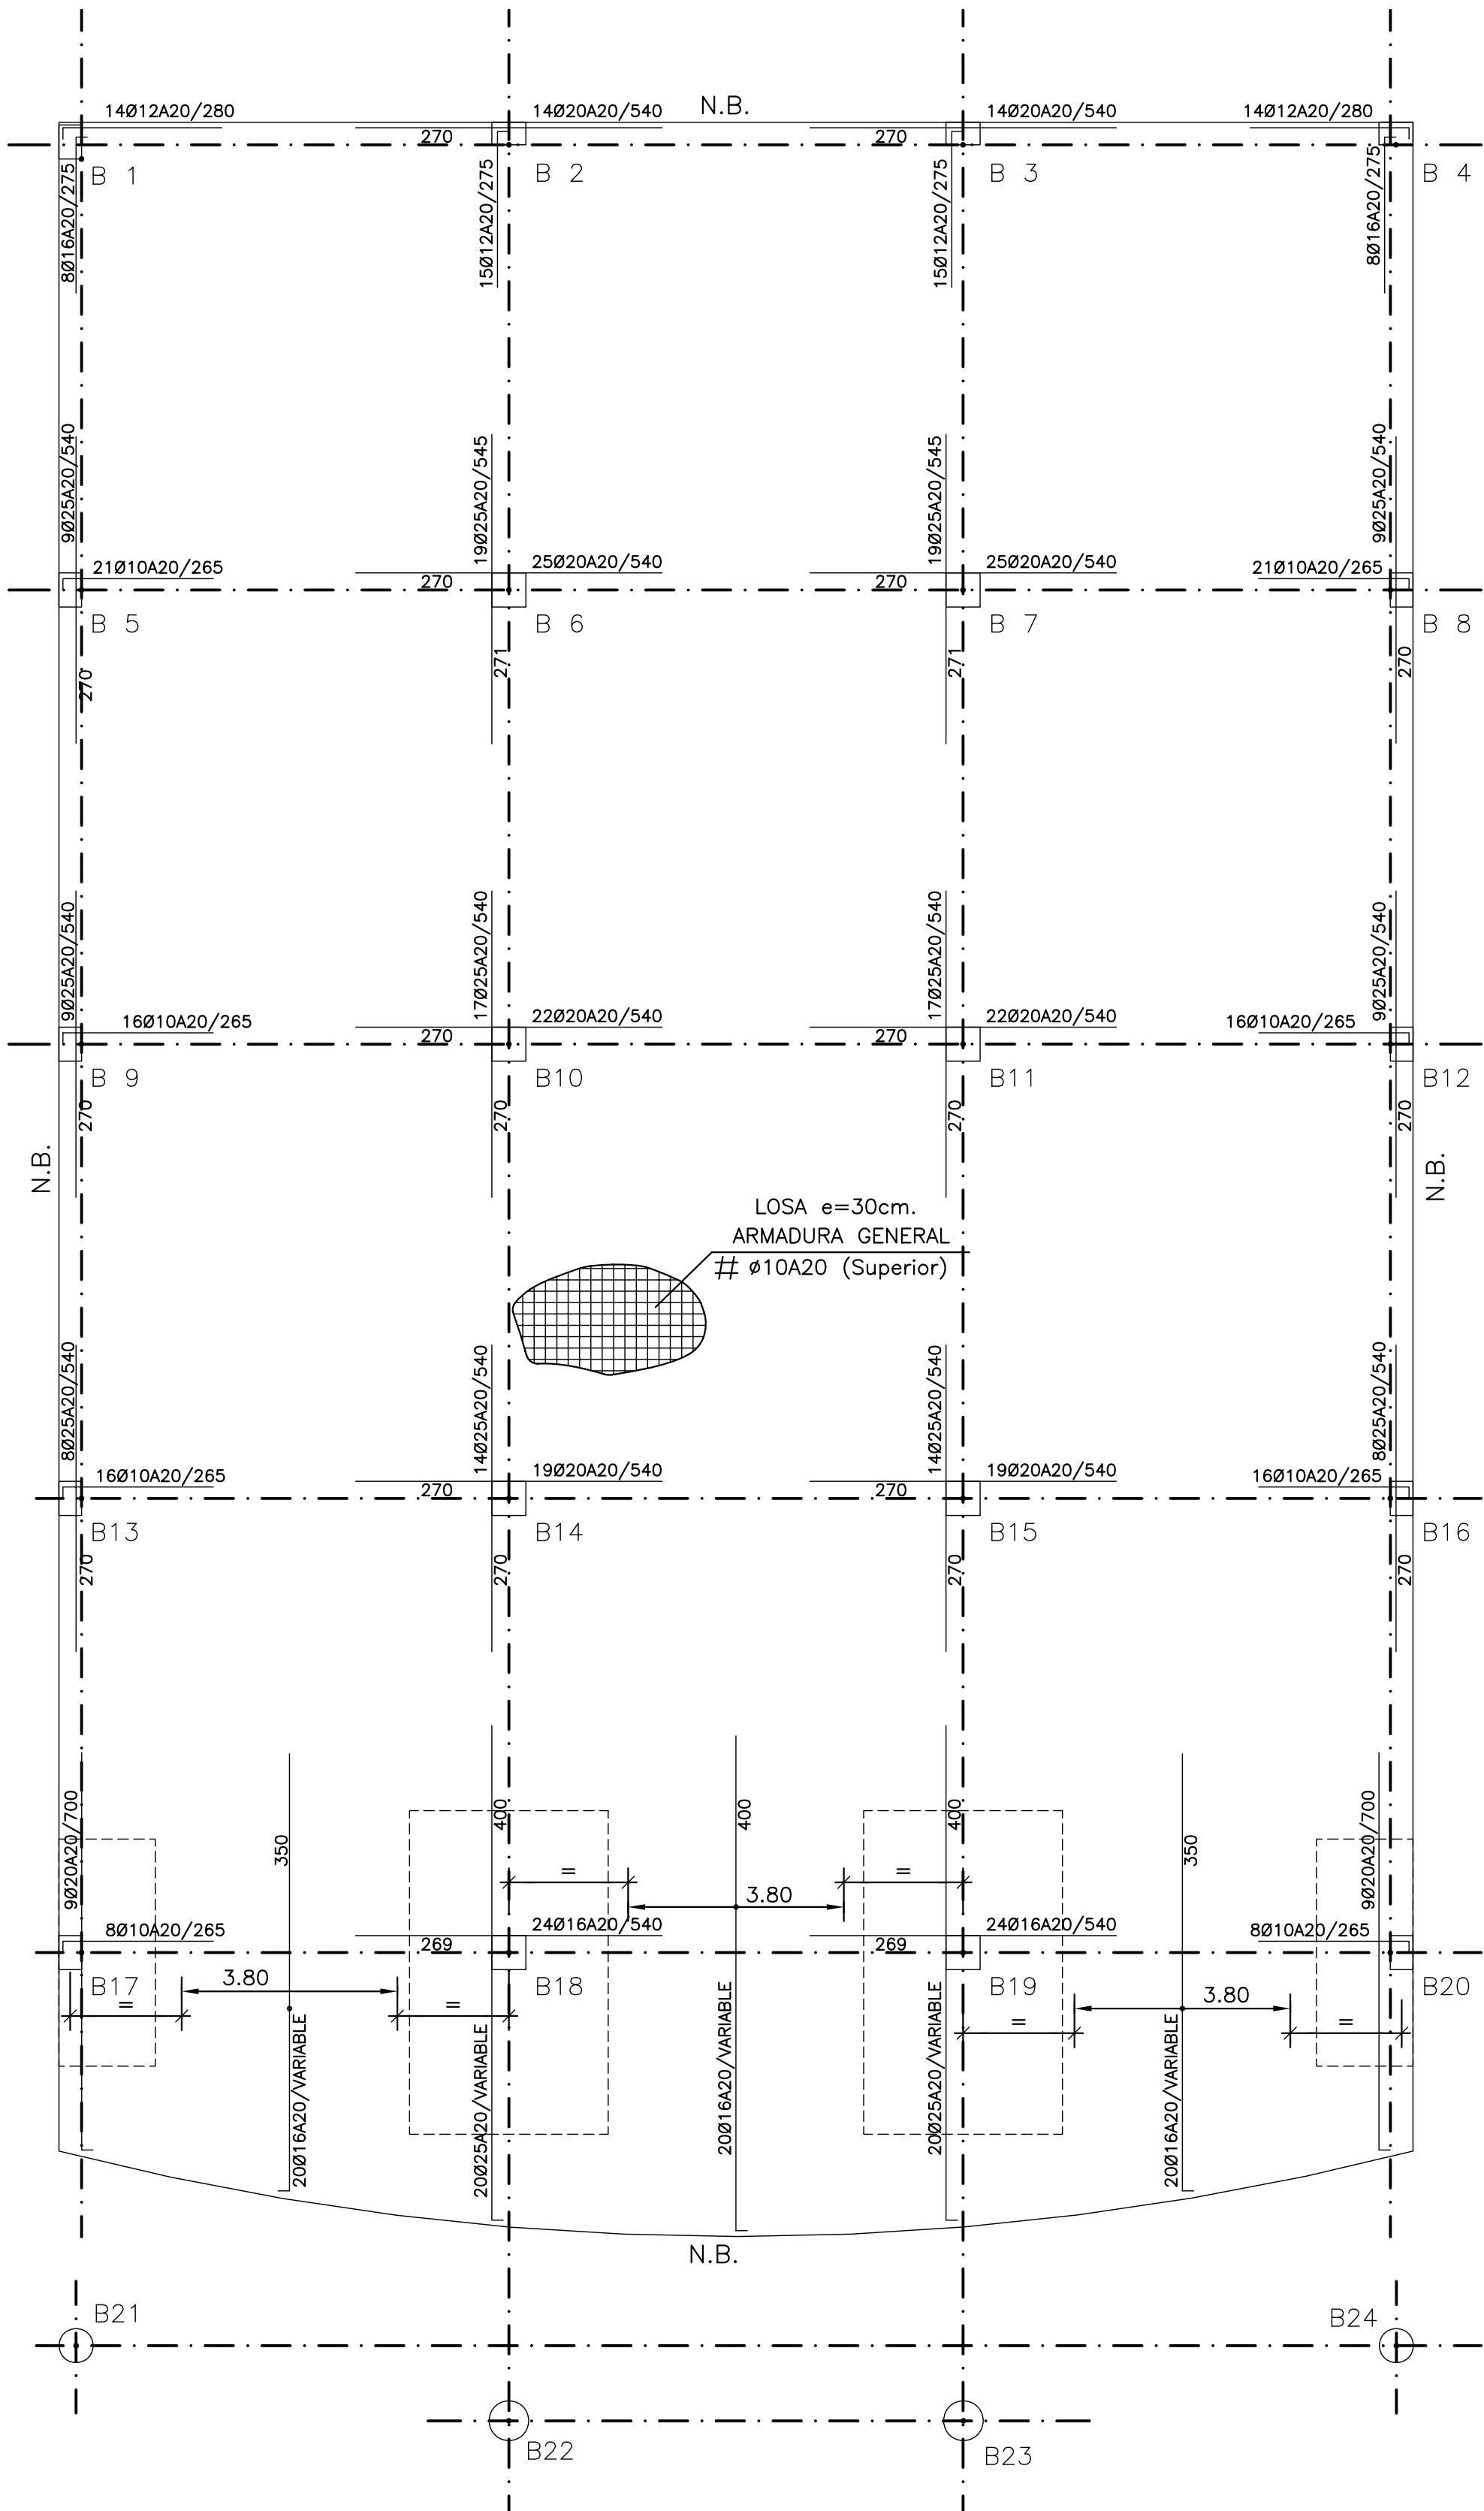 14Ø12A20/280
14Ø20A20/540
N.B.
14Ø20A20/540
14Ø12A20/280
270
270
B 1
B 2
B 3
B 4
8Ø16A20/275
15Ø12A20/275
15Ø12A20/275
8Ø16A20/275
9Ø25A20/540
19Ø25A20/545
19Ø25A20/545
9Ø25A20/540
21Ø10A20/265
25Ø20A20/540
25Ø20A20/540
21Ø10A20/265
270
270
B 5
B 6
B 7
B 8
270
271
271
270
9Ø25A20/540
17Ø25A20/540
17Ø25A20/540
9Ø25A20/540
16Ø10A20/265
22Ø20A20/540
22Ø20A20/540
16Ø10A20/265
270
270
B 9
B10
B11
B12
270
270
270
270
N.B.
N.B.
LOSA e=30cm.
ARMADURA GENERAL
# ø10A20 (Superior)
8Ø25A20/540
14Ø25A20/540
14Ø25A20/540
8Ø25A20/540
16Ø10A20/265
19Ø20A20/540
19Ø20A20/540
16Ø10A20/265
270
270
B13
B14
B15
B16
270
270
270
270
9Ø20A20/700
350
400
400
400
350
9Ø20A20/700
=
=
3.80
8Ø10A20/265
24Ø16A20/540
24Ø16A20/540
8Ø10A20/265
269
269
B17
B18
B19
B20
3.80
=
=
3.80
=
=
20Ø16A20/VARIABLE
20Ø25A20/VARIABLE
20Ø16A20/VARIABLE
20Ø25A20/VARIABLE
20Ø16A20/VARIABLE
N.B.
B21
B24
B22
B23